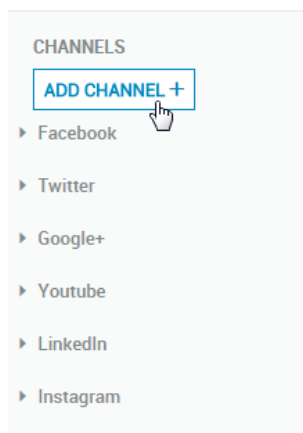 CHANNELS
ADD CHANNEL +
Facebook
Twitter
Google+
Youtube
LinkedIn
Instagram